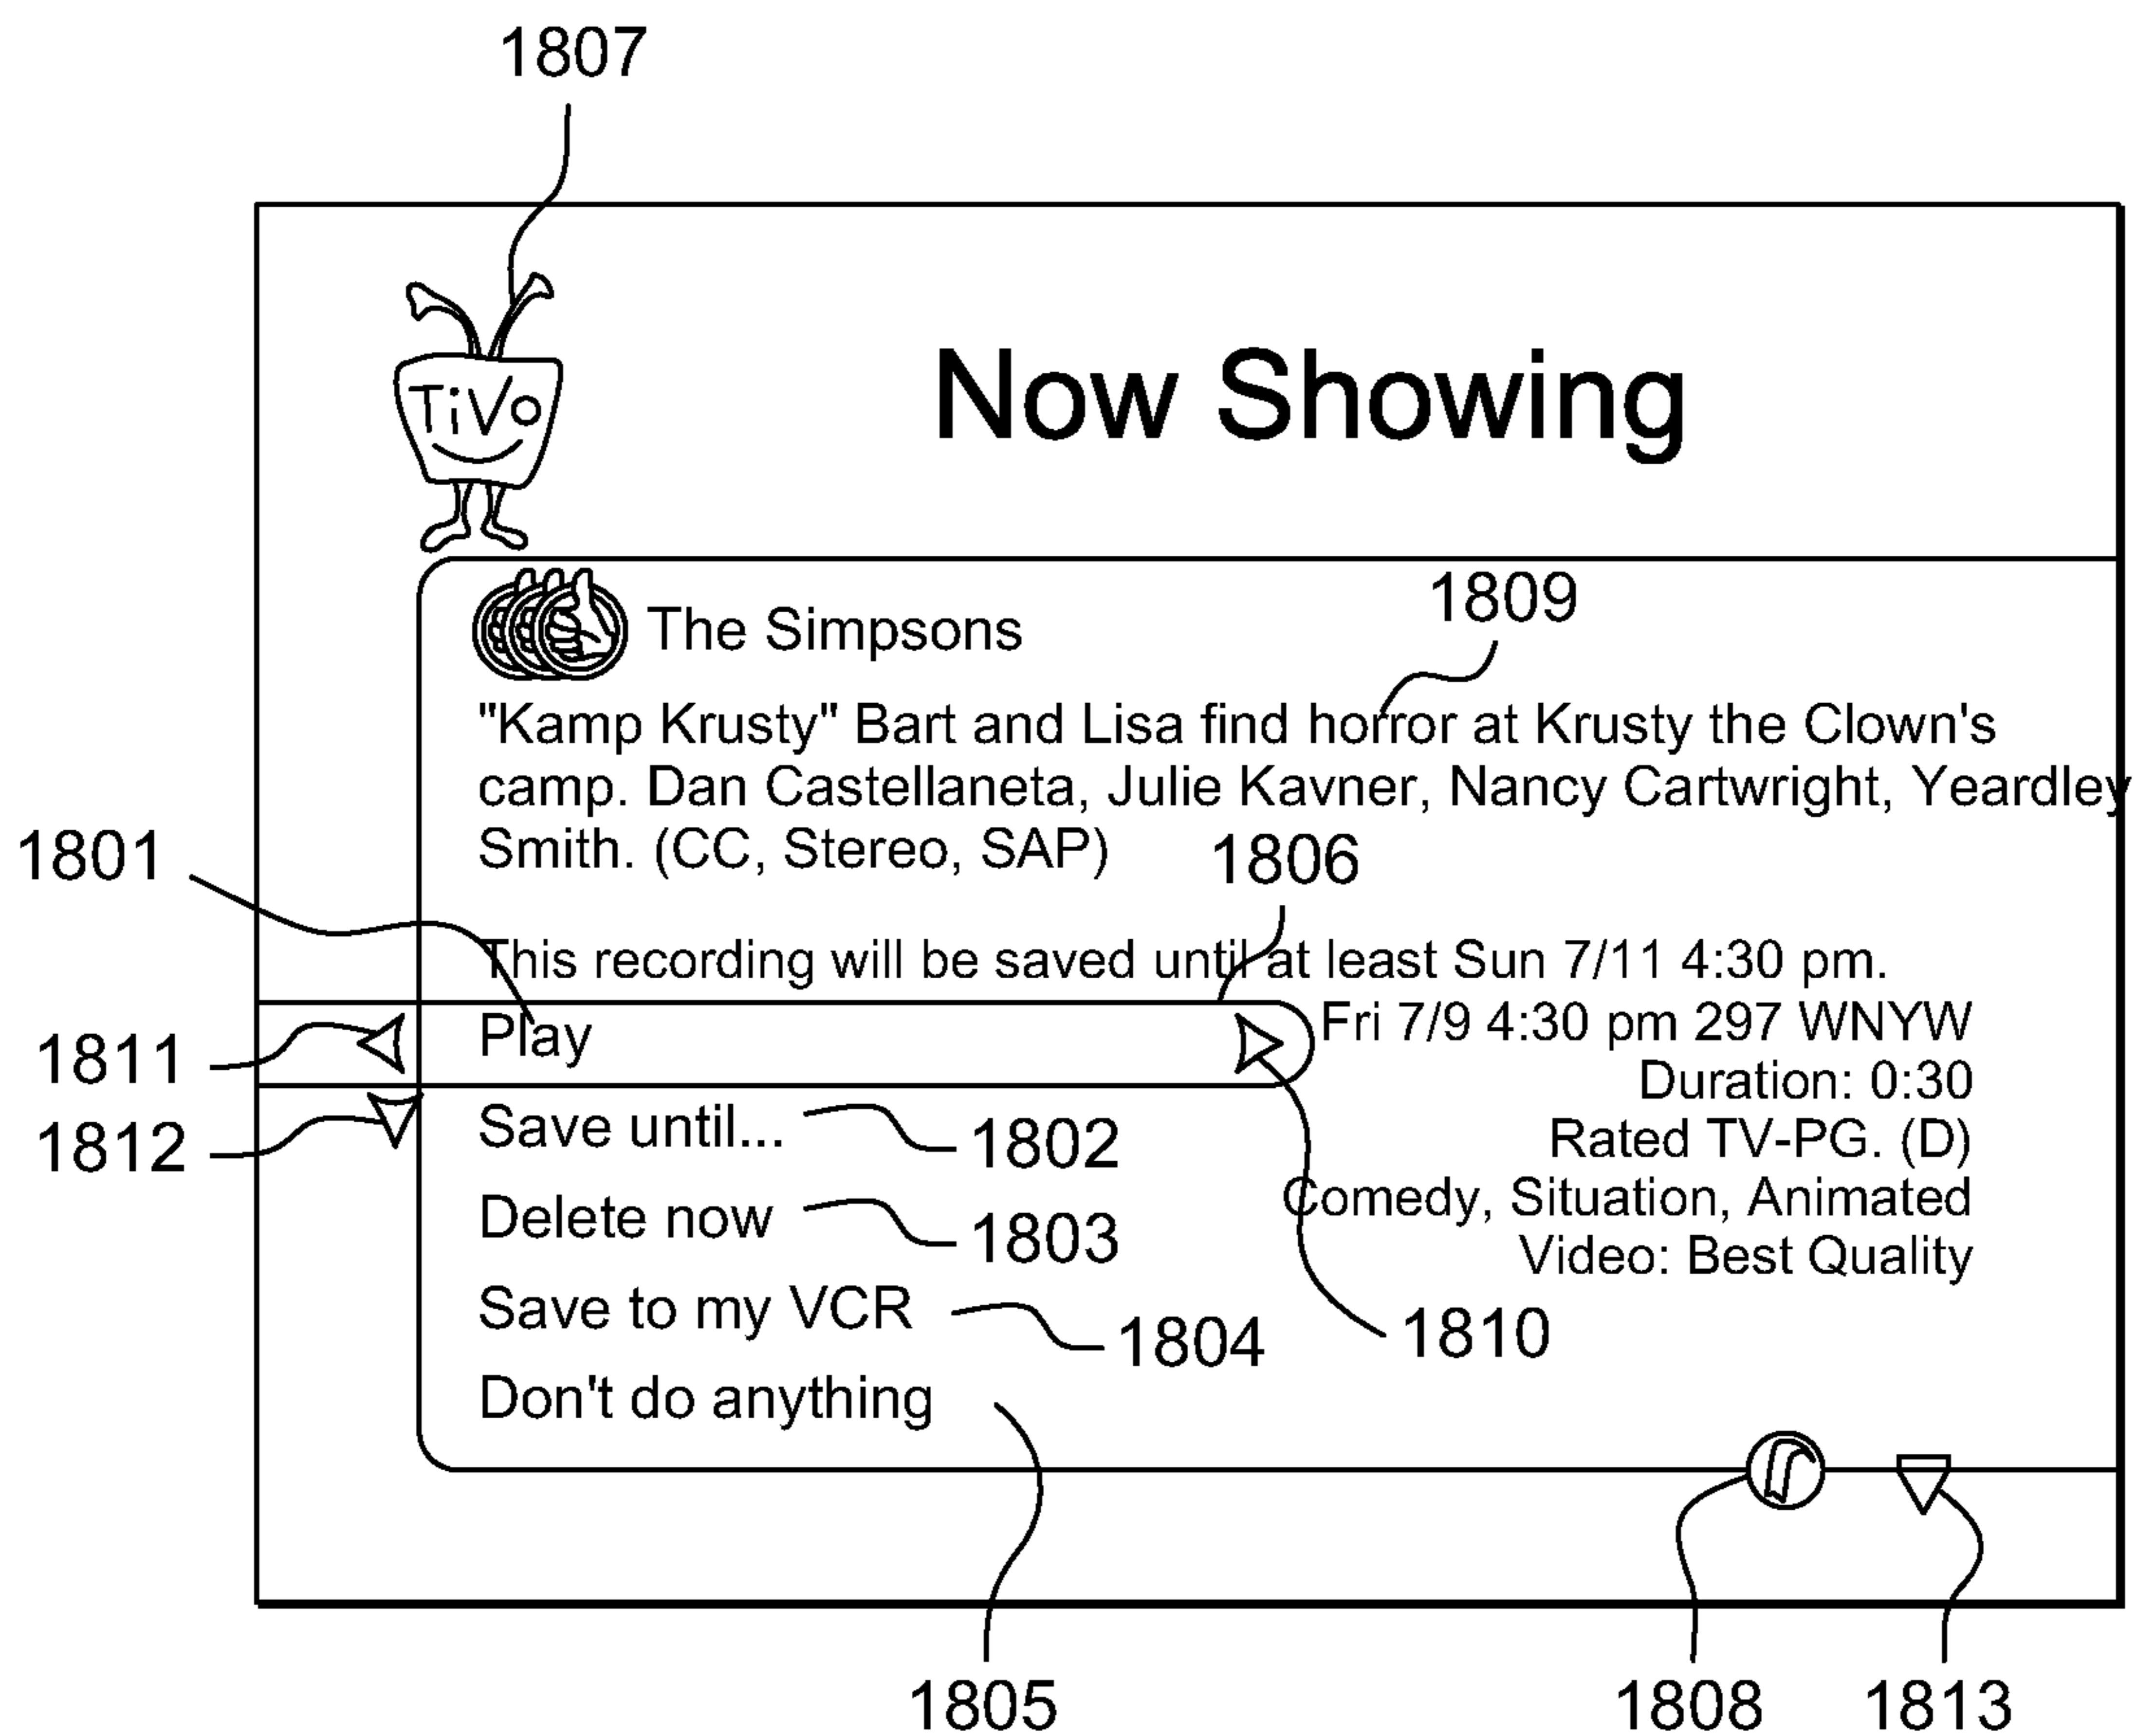 1807
TiVo
Now Showing
The Simpsons
1809
"Kamp Krusty" Bart and Lisa find horror at Krusty the Clown's
camp. Dan Castellaneta, Julie Kavner, Nancy Cartwright, Yeardley
Smith. (CC, Stereo, SAP)
1806
1801
This recording will be saved until at least Sun 7/11 4:30 pm.
Play
Fri 7/9 4:30 pm 297 WNYW
1811
Duration: 0:30
1812
Save until...
1802
Rated TV-PG. (D)
Delete now
1803
Comedy, Situation, Animated
Video: Best Quality
Save to my VCR
1804
1810
Don't do anything
1805
1808
1813